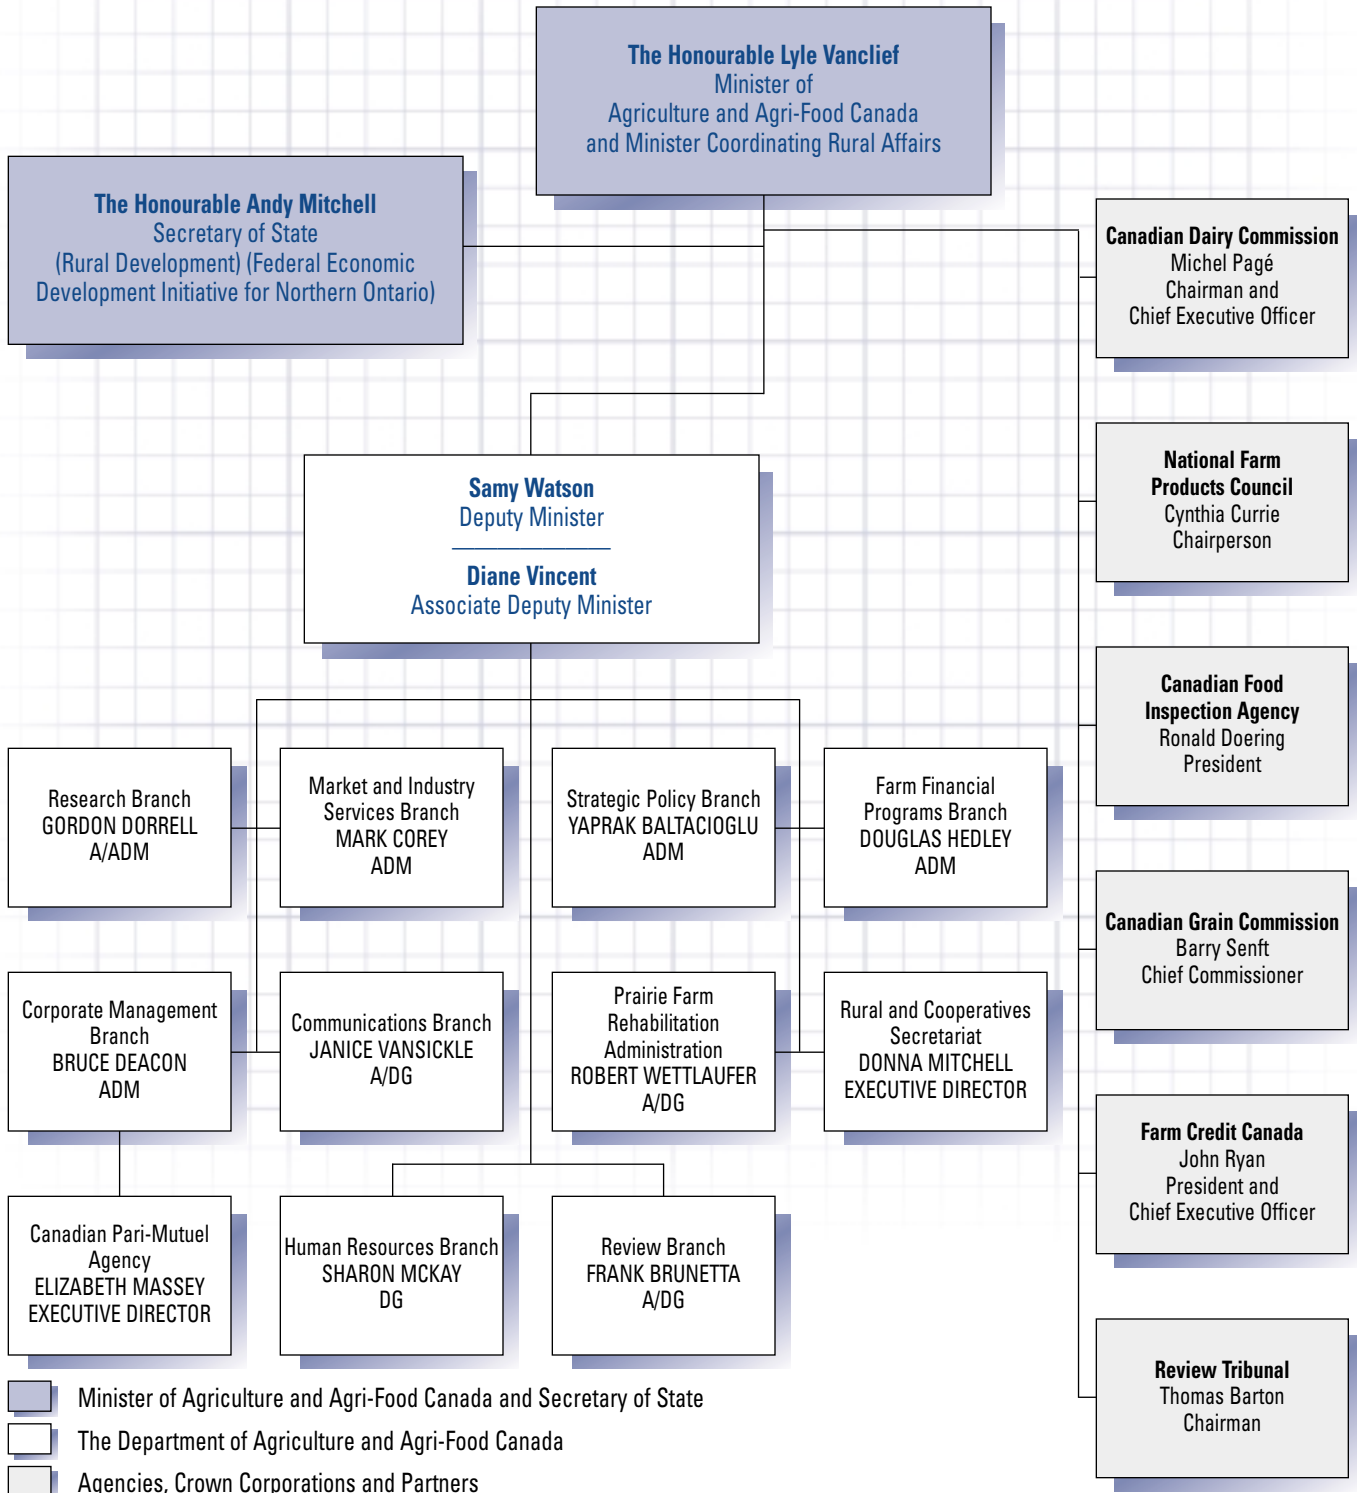 The Honourable Lyle Vanclief
Minister of
Agriculture and Agri-Food Canada
and Minister Coordinating Rural Affairs
The Honourable Andy Mitchell
Secretary of State
(Rural Development) (Federal Economic
Development Initiative for Northern Ontario)
Samy Watson
Deputy Minister
Diane Vincent
Associate Deputy Minister
Research Branch
GORDON DORRELL
A/ADM
Market and Industry
Services Branch
MARK COREY
ADM
Strategic Policy Branch
YAPRAK BALTACIOGLU
ADM
Farm Financial
Programs Branch
DOUGLAS HEDLEY
ADM
Corporate Management
Branch
BRUCE DEACON
ADM
Communications Branch
JANICE VANSICKLE
A/DG
Prairie Farm
Rehabilitation
Administration
ROBERT WETTLAUFER
A/DG
Rural and Cooperatives
Secretariat
DONNA MITCHELL
EXECUTIVE DIRECTOR
Canadian Pari-Mutuel
Agency
ELIZABETH MASSEY
EXECUTIVE DIRECTOR
Human Resources Branch
SHARON MCKAY
DG
Review Branch
FRANK BRUNETTA
A/DG
Canadian Dairy Commission
Michel Pagé
Chairman and
Chief Executive Officer
National Farm
Products Council
Cynthia Currie
Chairperson
Canadian Food
Inspection Agency
Ronald Doering
President
Canadian Grain Commission
Barry Senft
Chief Commissioner
Farm Credit Canada
John Ryan
President and
Chief Executive Officer
Review Tribunal
Thomas Barton
Chairman
Minister of Agriculture and Agri-Food Canada and Secretary of State
The Department of Agriculture and Agri-Food Canada
Agencies, Crown Corporations and Partners